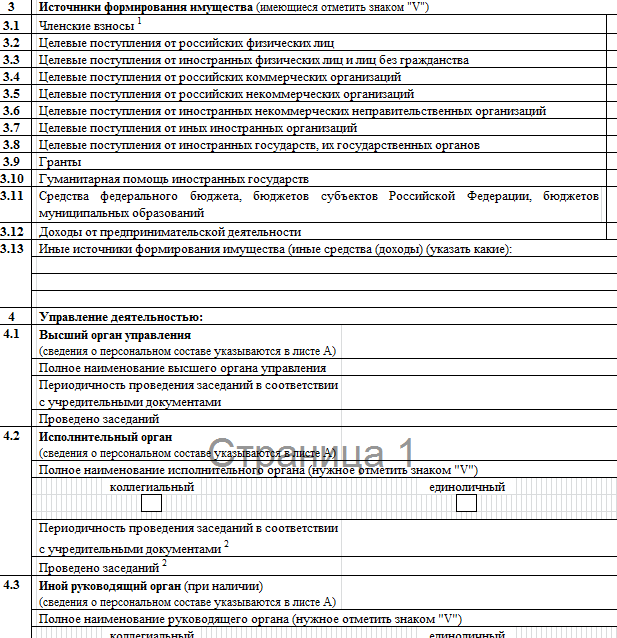 3 Источники формирования имущества (имеющиеся отметить знаком "V")
3.1 Членские взносы 1
3.2 Целевые поступления от российских физических лиц
3.3 Целевые поступления от иностранных физических лиц и лиц без гражданства
3.4 Целевые поступления от российских коммерческих организаций
3.5 Целевые поступления от российских некоммерческих организаций
3.6 Целевые поступления от иностранных некоммерческих неправительственных организаций
3.7 Целевые поступления от иных иностранных организаций
3.8 Целевые поступления от иностранных государств, их государственных органов
3.9 Гранты
3.10 Гуманитарная помощь иностранных государств
3.11 Средства федерального бюджета, бюджетов субъектов Российской Федерации, бюджетов
муниципальных образований
3.12 Доходы от предпринимательской деятельности
3.13 Иные источники формирования имущества (иные средства (доходы) (указать какие):
4 Управление деятельностью:
4.1 Высший орган управления
(сведения о персональном составе указываются в листе А)
Полное наименование высшего органа управления
Периодичность проведения заседаний в соответствии
с учредительными документами
Проведено заседаний
4.2 Исполнительный орган
(сведения о персональном составе указываются в листе А)
Страница 1
Полное наименование исполнительного органа (нужное отметить знаком "V")
коллегиальный единоличный
Периодичность проведения заседаний в соответствии
с учредительными документами 2
Проведено заседаний 2
4.3 Иной руководящий орган (при наличии)
(сведения о персональном составе указываются в листе А)
Полное наименование руководящего органа (нужное отметить знаком "V")
коллегиальный единоличный